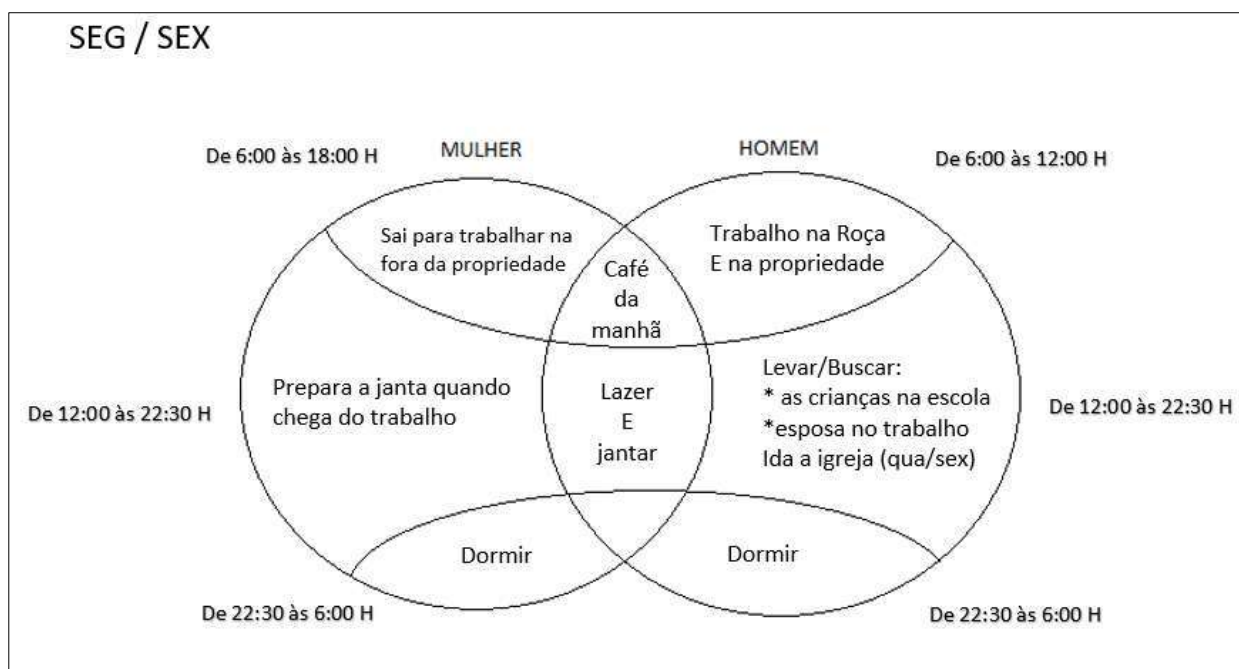 SEG / SEX
De 6:00 às 18:00 H
MULHER
HOMEM
De 6:00 às 12:00 H
Sai para trabalhar na
fora da propriedade
Café
da
manhã
Trabalho na Roça
E na propriedade
De 12:00 às 22:30 H
Prepara a janta quando
chega do trabalho
Lazer
E
jantar
Levar/Buscar:
* as crianças na escola
*esposa no trabalho
Ida a igreja (qua/sex)
De 12:00 às 22:30 H
Dormir
Dormir
De 22:30 às 6:00 H
De 22:30 às 6:00 H